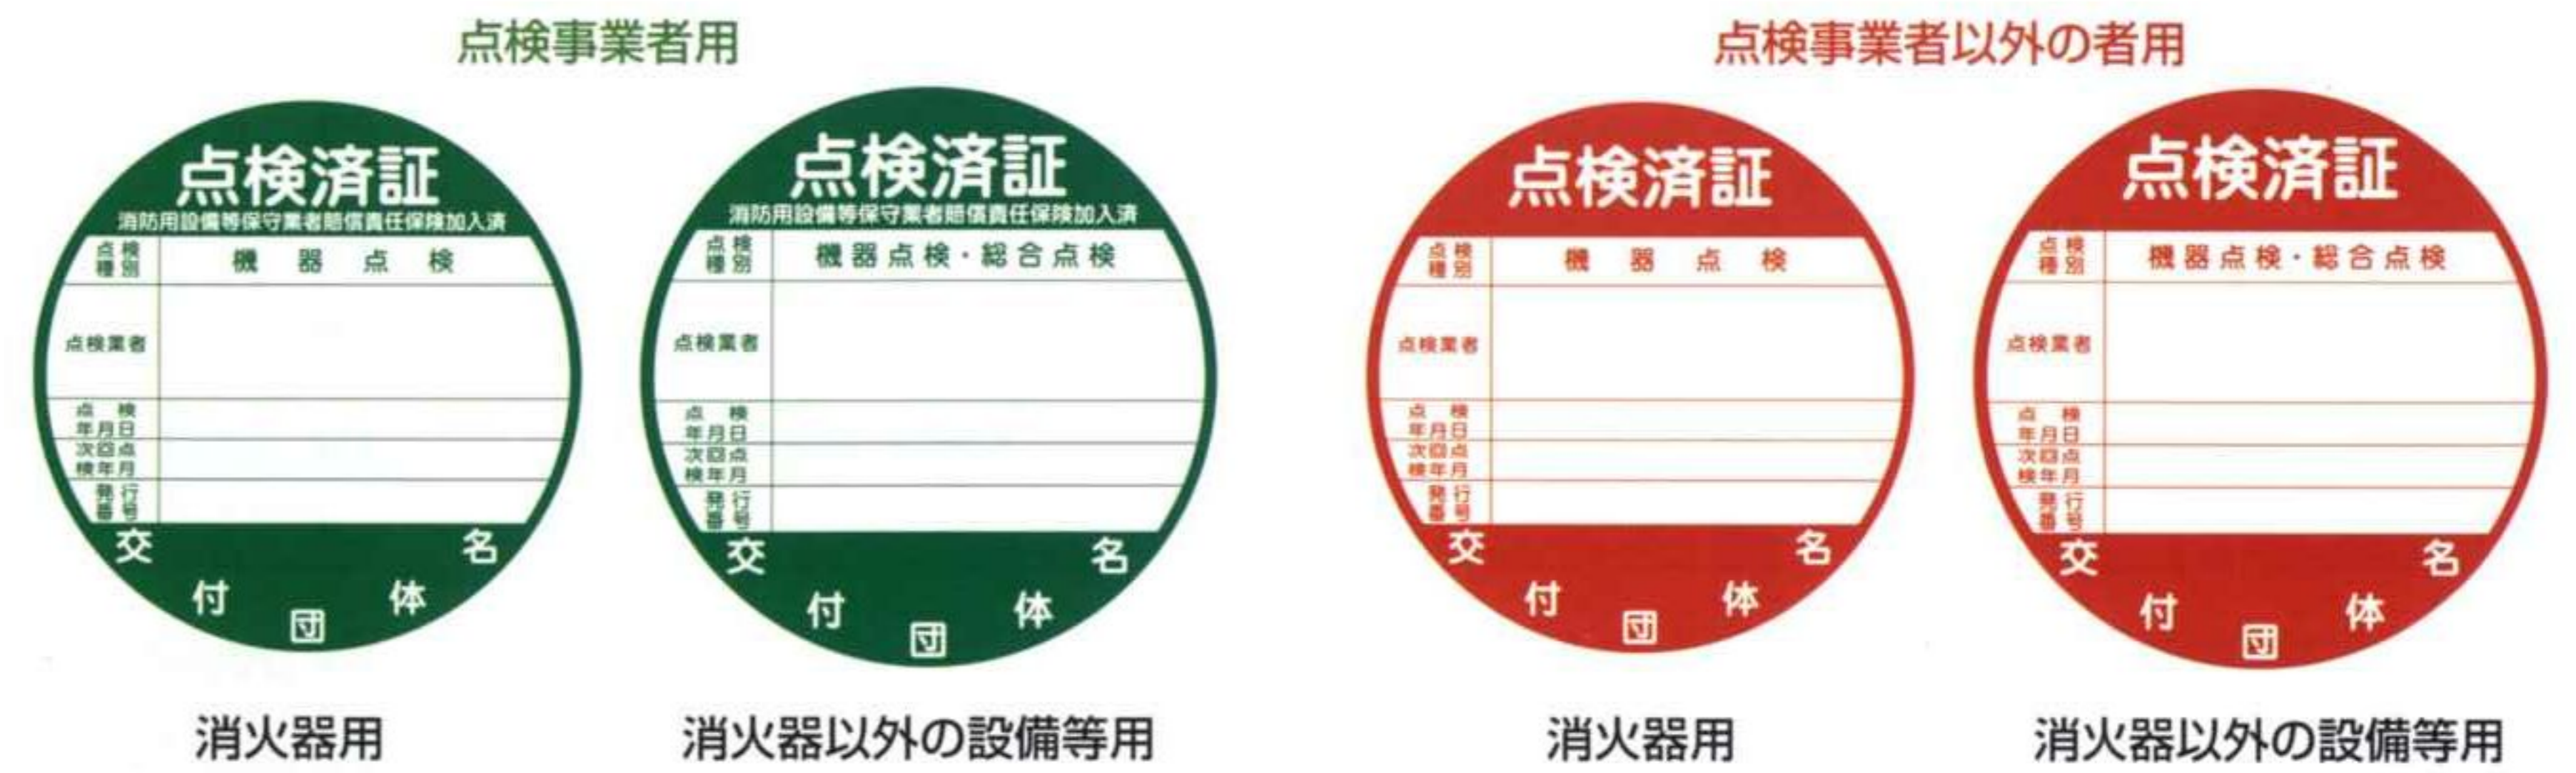 点検事業者用
点検済証
消防用設備等保守業者賠償責任保険加入済
点検
種別
機器点検
点検業者
点検
年月日
次回点
検年月
発行
番号
交付団体名
消火器用
点検済証
消防用設備等保守業者賠償責任保険加入済
点検
種別
機器点検・総合点検
点検業者
点検
年月日
次回点
検年月
発行
番号
交付団体名
消火器以外の設備等用
点検事業者以外の者用
点検済証
点検
種別
機器点検
点検業者
点検
年月日
次回点
検年月
発行
番号
交付団体名
消火器用
点検済証
点検
種別
機器点検・総合点検
点検業者
点検
年月日
次回点
検年月
発行
番号
交付団体名
消火器以外の設備等用